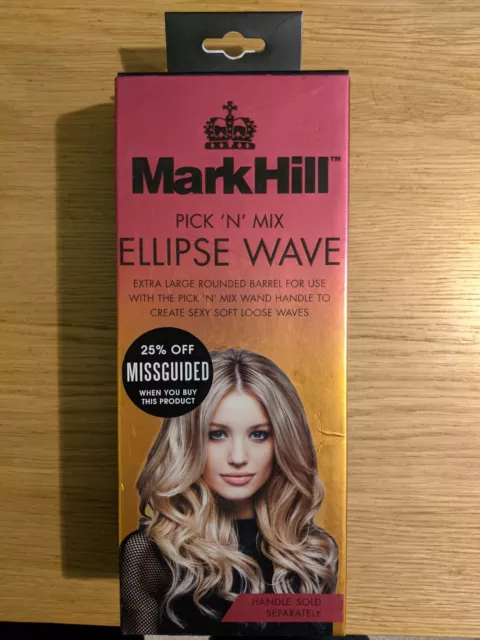 MarkHill™
PICK 'N' MIX
ELLIPSE WAVE
EXTRA LARGE ROUNDED BARREL FOR USE
WITH THE PICK 'N' MIX WAND HANDLE TO
CREATE SEXY SOFT LOOSE WAVES
25% OFF
MISSGUIDED
WHEN YOU BUY
THIS PRODUCT
HANDLE SOLD
SEPARATELY